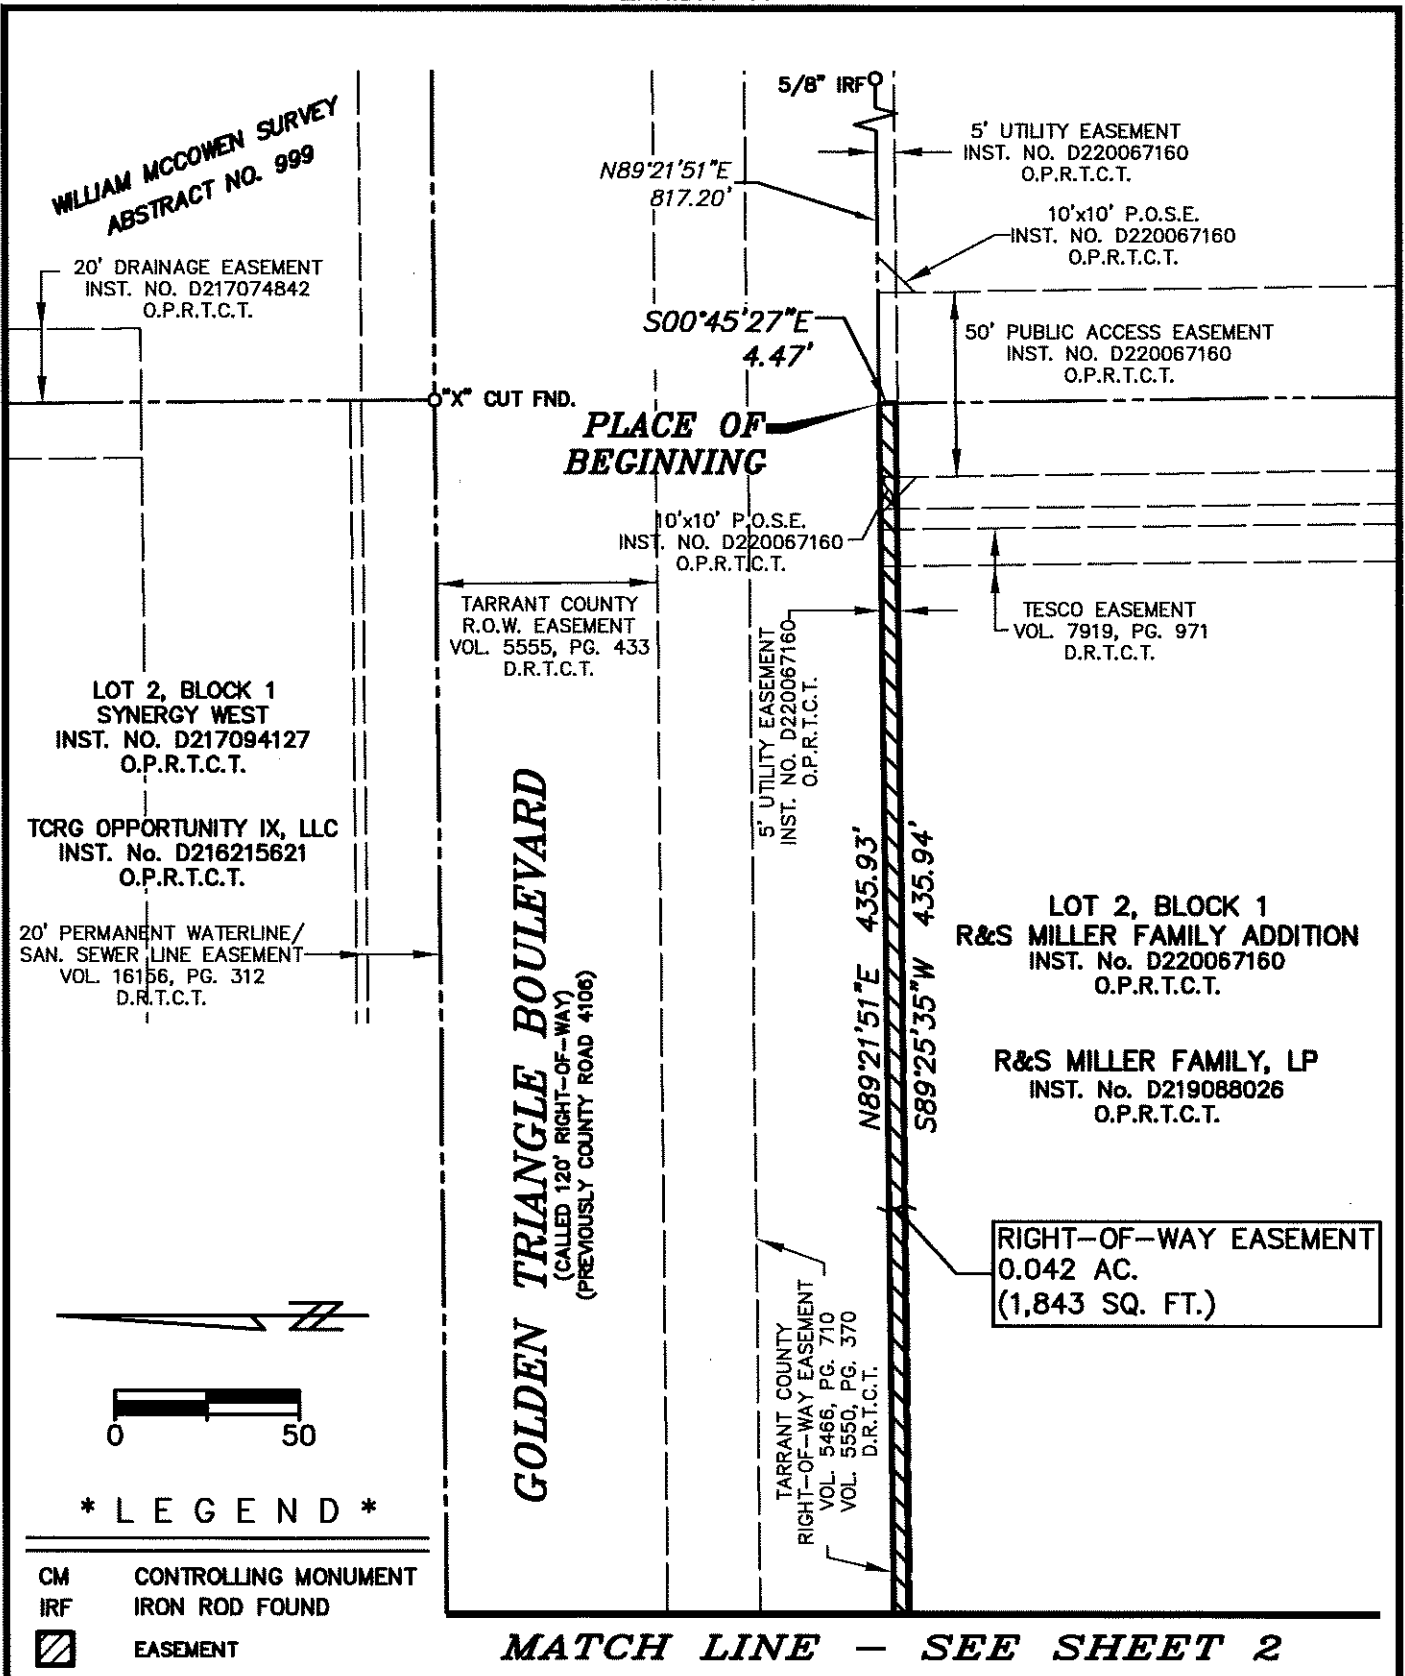 5/8" IRF
WILLIAM MCCOWEN SURVEY
ABSTRACT NO. 999
5' UTILITY EASEMENT
INST. NO. D220067160
O.P.R.T.C.T.
N89°21'51"E
817.20'
10'x10' P.O.S.E.
INST. NO. D220067160
O.P.R.T.C.T.
20' DRAINAGE EASEMENT
INST. NO. D217074842
O.P.R.T.C.T.
S00°45'27"E
4.47'
50' PUBLIC ACCESS EASEMENT
INST. NO. D220067160
O.P.R.T.C.T.
"X" CUT FND.
PLACE OF
BEGINNING
10'x10' P.O.S.E.
INST. NO. D220067160
O.P.R.T.C.T.
TARRANT COUNTY
R.O.W. EASEMENT
VOL. 5555, PG. 433
D.R.T.C.T.
TESCO EASEMENT
VOL. 7919, PG. 971
D.R.T.C.T.
5' UTILITY EASEMENT
INST. NO. D220067160
O.P.R.T.C.T.
LOT 2, BLOCK 1
SYNERGY WEST
INST. NO. D217094127
O.P.R.T.C.T.
TCRG OPPORTUNITY IX, LLC
INST. No. D216215621
O.P.R.T.C.T.
20' PERMANENT WATERLINE/
SAN. SEWER LINE EASEMENT
VOL. 16156, PG. 312
D.R.T.C.T.
GOLDEN TRIANGLE BOULEVARD
(CALLED 120' RIGHT-OF-WAY)
(PREVIOUSLY COUNTY ROAD 4106)
N89°21'51"E 435.93'
S89°25'35"W 435.94'
LOT 2, BLOCK 1
R&S MILLER FAMILY ADDITION
INST. No. D220067160
O.P.R.T.C.T.
R&S MILLER FAMILY, LP
INST. No. D219088026
O.P.R.T.C.T.
RIGHT-OF-WAY EASEMENT
0.042 AC.
(1,843 SQ. FT.)
TARRANT COUNTY
RIGHT-OF-WAY EASEMENT
VOL. 5466, PG. 710
VOL. 5550, PG. 370
D.R.T.C.T.
0 50
* L E G E N D *
CM CONTROLLING MONUMENT
IRF IRON ROD FOUND
EASEMENT
MATCH LINE - SEE SHEET 2